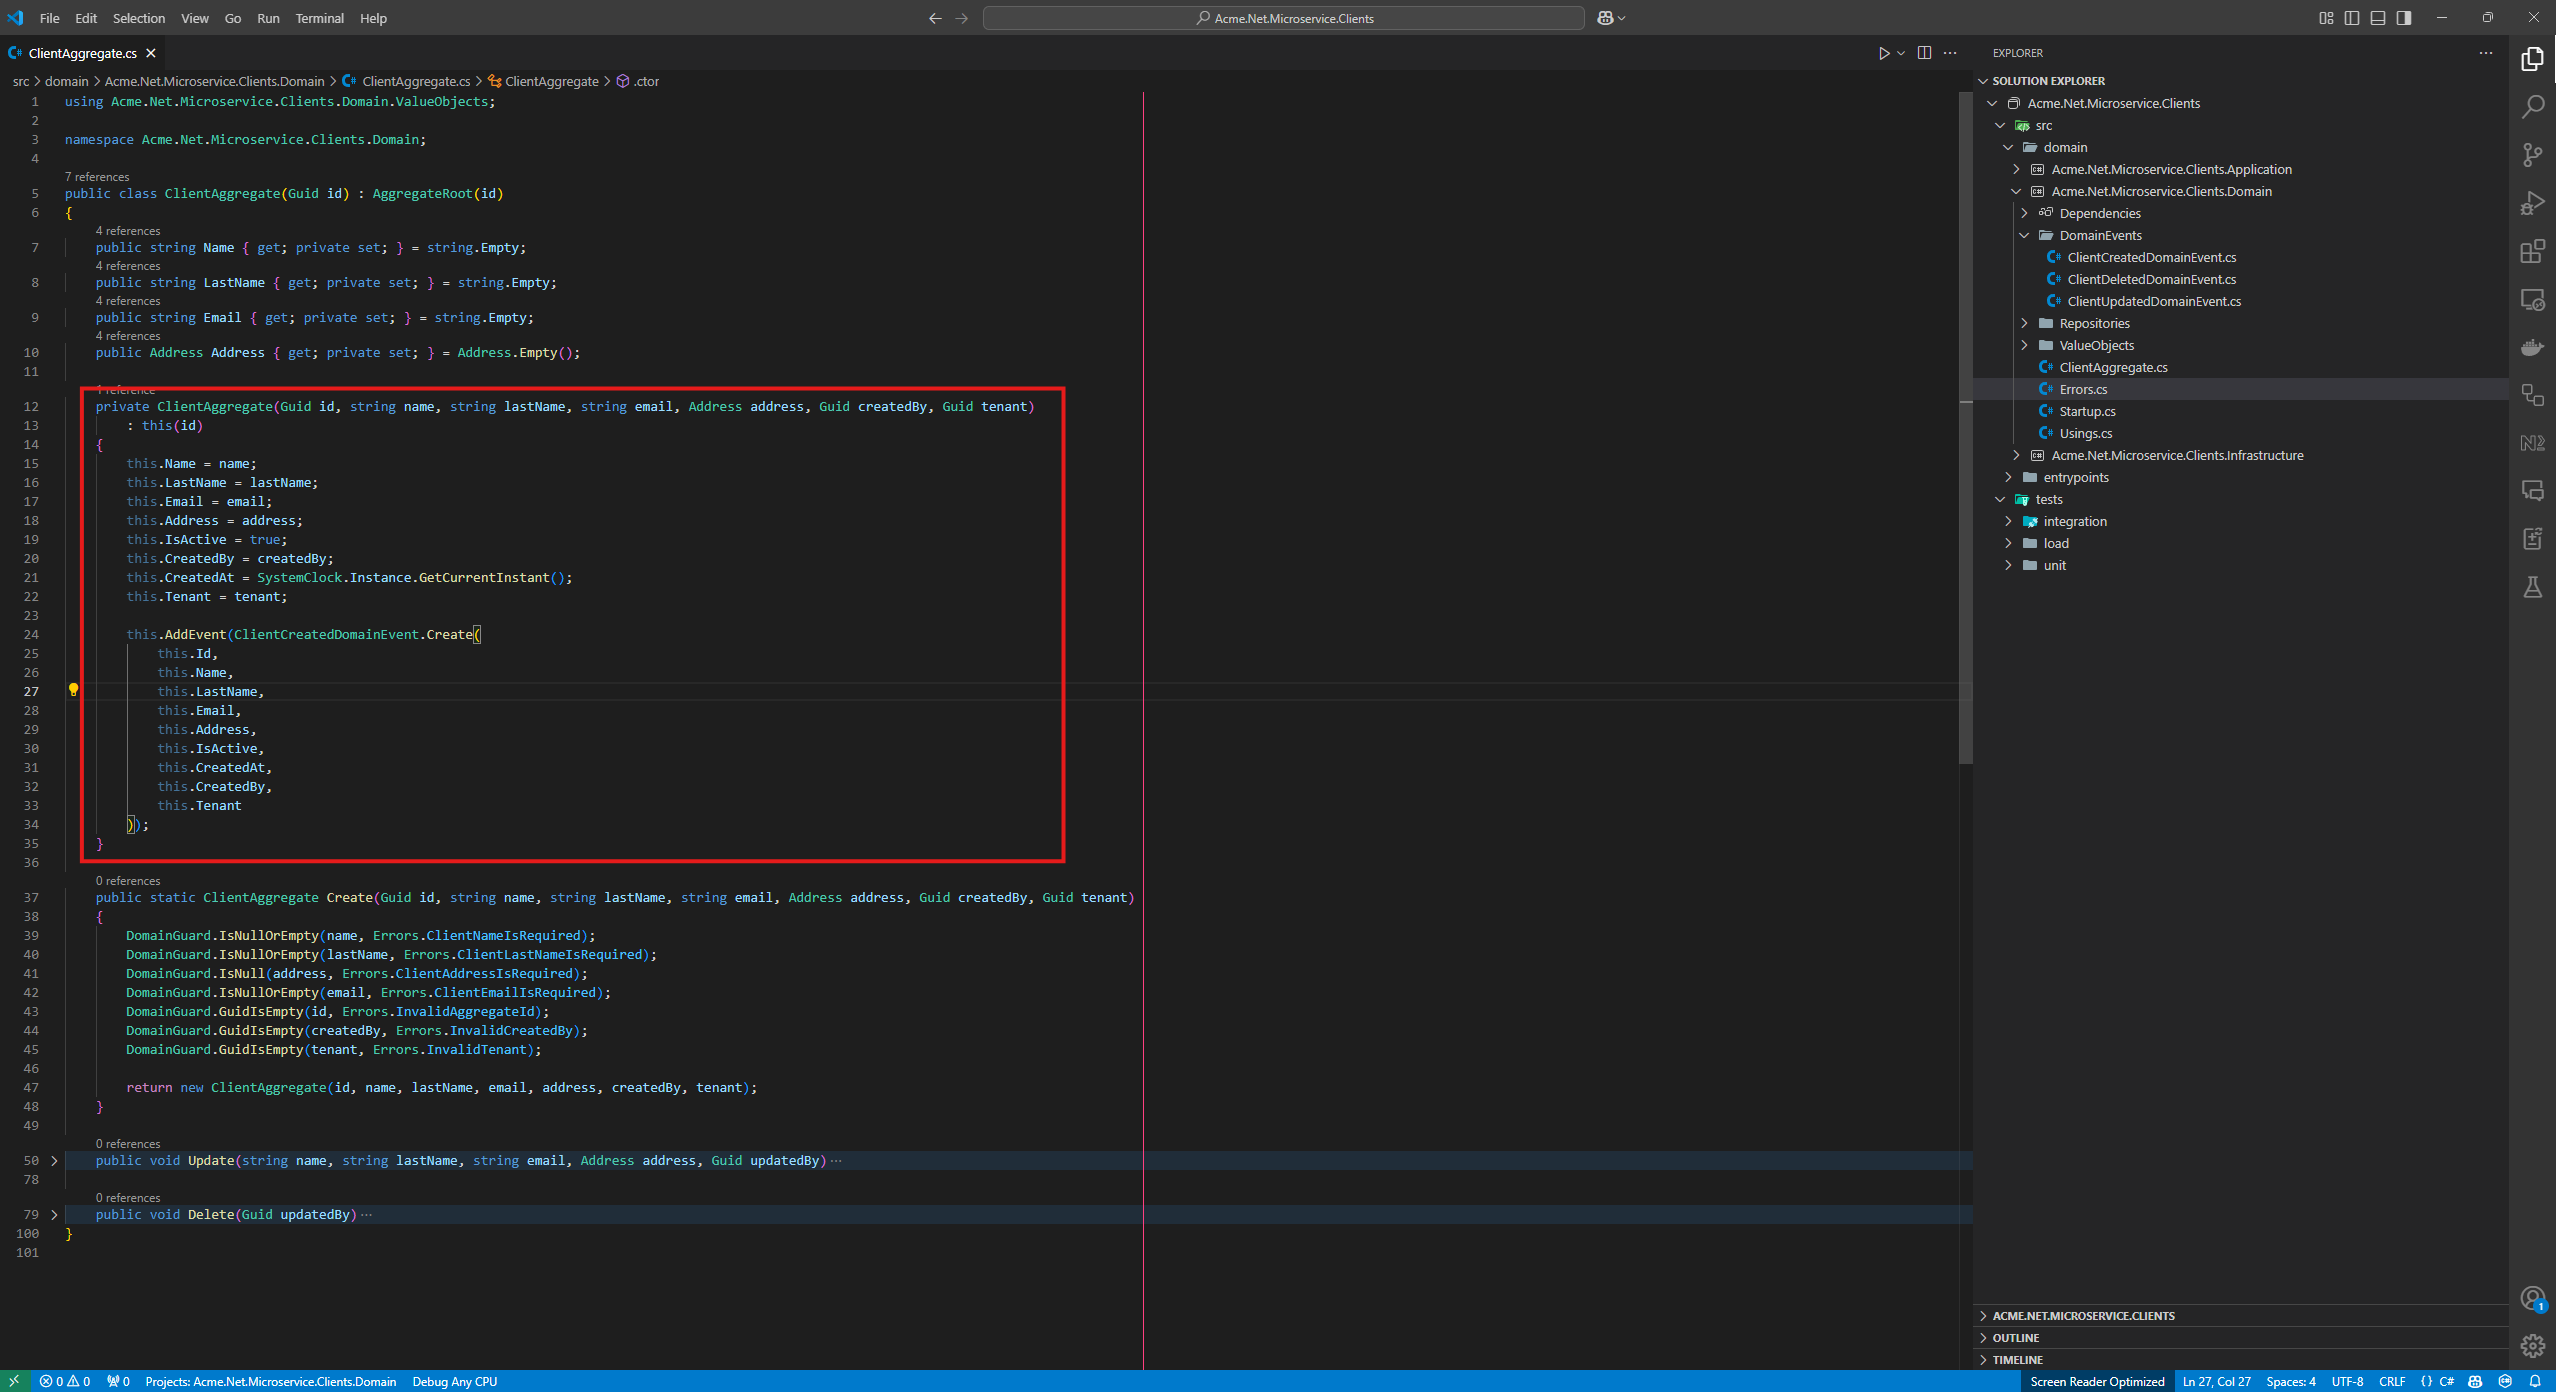 File Edit Selection View Go Run Terminal Help
Acme.Net.Microservice.Clients
ClientAggregate.cs
src > domain > Acme.Net.Microservice.Clients.Domain > ClientAggregate.cs > ClientAggregate > .ctor
1 using Acme.Net.Microservice.Clients.Domain.ValueObjects;
2
3 namespace Acme.Net.Microservice.Clients.Domain;
4
7 references
5 public class ClientAggregate(Guid id) : AggregateRoot(id)
6 {
4 references
7 public string Name { get; private set; } = string.Empty;
4 references
8 public string LastName { get; private set; } = string.Empty;
4 references
9 public string Email { get; private set; } = string.Empty;
4 references
10 public Address Address { get; private set; } = Address.Empty();
11
1 reference
12 private ClientAggregate(Guid id, string name, string lastName, string email, Address address, Guid createdBy, Guid tenant)
13 : this(id)
14 {
15 this.Name = name;
16 this.LastName = lastName;
17 this.Email = email;
18 this.Address = address;
19 this.IsActive = true;
20 this.CreatedBy = createdBy;
21 this.CreatedAt = SystemClock.Instance.GetCurrentInstant();
22 this.Tenant = tenant;
23
24 this.AddEvent(ClientCreatedDomainEvent.Create(
25 this.Id,
26 this.Name,
27 this.LastName,
28 this.Email,
29 this.Address,
30 this.IsActive,
31 this.CreatedAt,
32 this.CreatedBy,
33 this.Tenant
34 ));
35 }
36
0 references
37 public static ClientAggregate Create(Guid id, string name, string lastName, string email, Address address, Guid createdBy, Guid tenant)
38 {
39 DomainGuard.IsNullOrEmpty(name, Errors.ClientNameIsRequired);
40 DomainGuard.IsNullOrEmpty(lastName, Errors.ClientLastNameIsRequired);
41 DomainGuard.IsNull(address, Errors.ClientAddressIsRequired);
42 DomainGuard.IsNullOrEmpty(email, Errors.ClientEmailIsRequired);
43 DomainGuard.GuidIsEmpty(id, Errors.InvalidAggregateId);
44 DomainGuard.GuidIsEmpty(createdBy, Errors.InvalidCreatedBy);
45 DomainGuard.GuidIsEmpty(tenant, Errors.InvalidTenant);
46
47 return new ClientAggregate(id, name, lastName, email, address, createdBy, tenant);
48 }
49
0 references
50 public void Update(string name, string lastName, string email, Address address, Guid updatedBy) ···
78
0 references
79 public void Delete(Guid updatedBy) ···
100 }
101
EXPLORER
SOLUTION EXPLORER
Acme.Net.Microservice.Clients
src
domain
Acme.Net.Microservice.Clients.Application
Acme.Net.Microservice.Clients.Domain
Dependencies
DomainEvents
ClientCreatedDomainEvent.cs
ClientDeletedDomainEvent.cs
ClientUpdatedDomainEvent.cs
Repositories
ValueObjects
ClientAggregate.cs
Errors.cs
Startup.cs
Usings.cs
Acme.Net.Microservice.Clients.Infrastructure
entrypoints
tests
integration
load
unit
ACME.NET.MICROSERVICE.CLIENTS
OUTLINE
TIMELINE
1
0 0 0 Projects: Acme.Net.Microservice.Clients.Domain Debug Any CPU
Screen Reader Optimized Ln 27, Col 27 Spaces: 4 UTF-8 CRLF {} C#